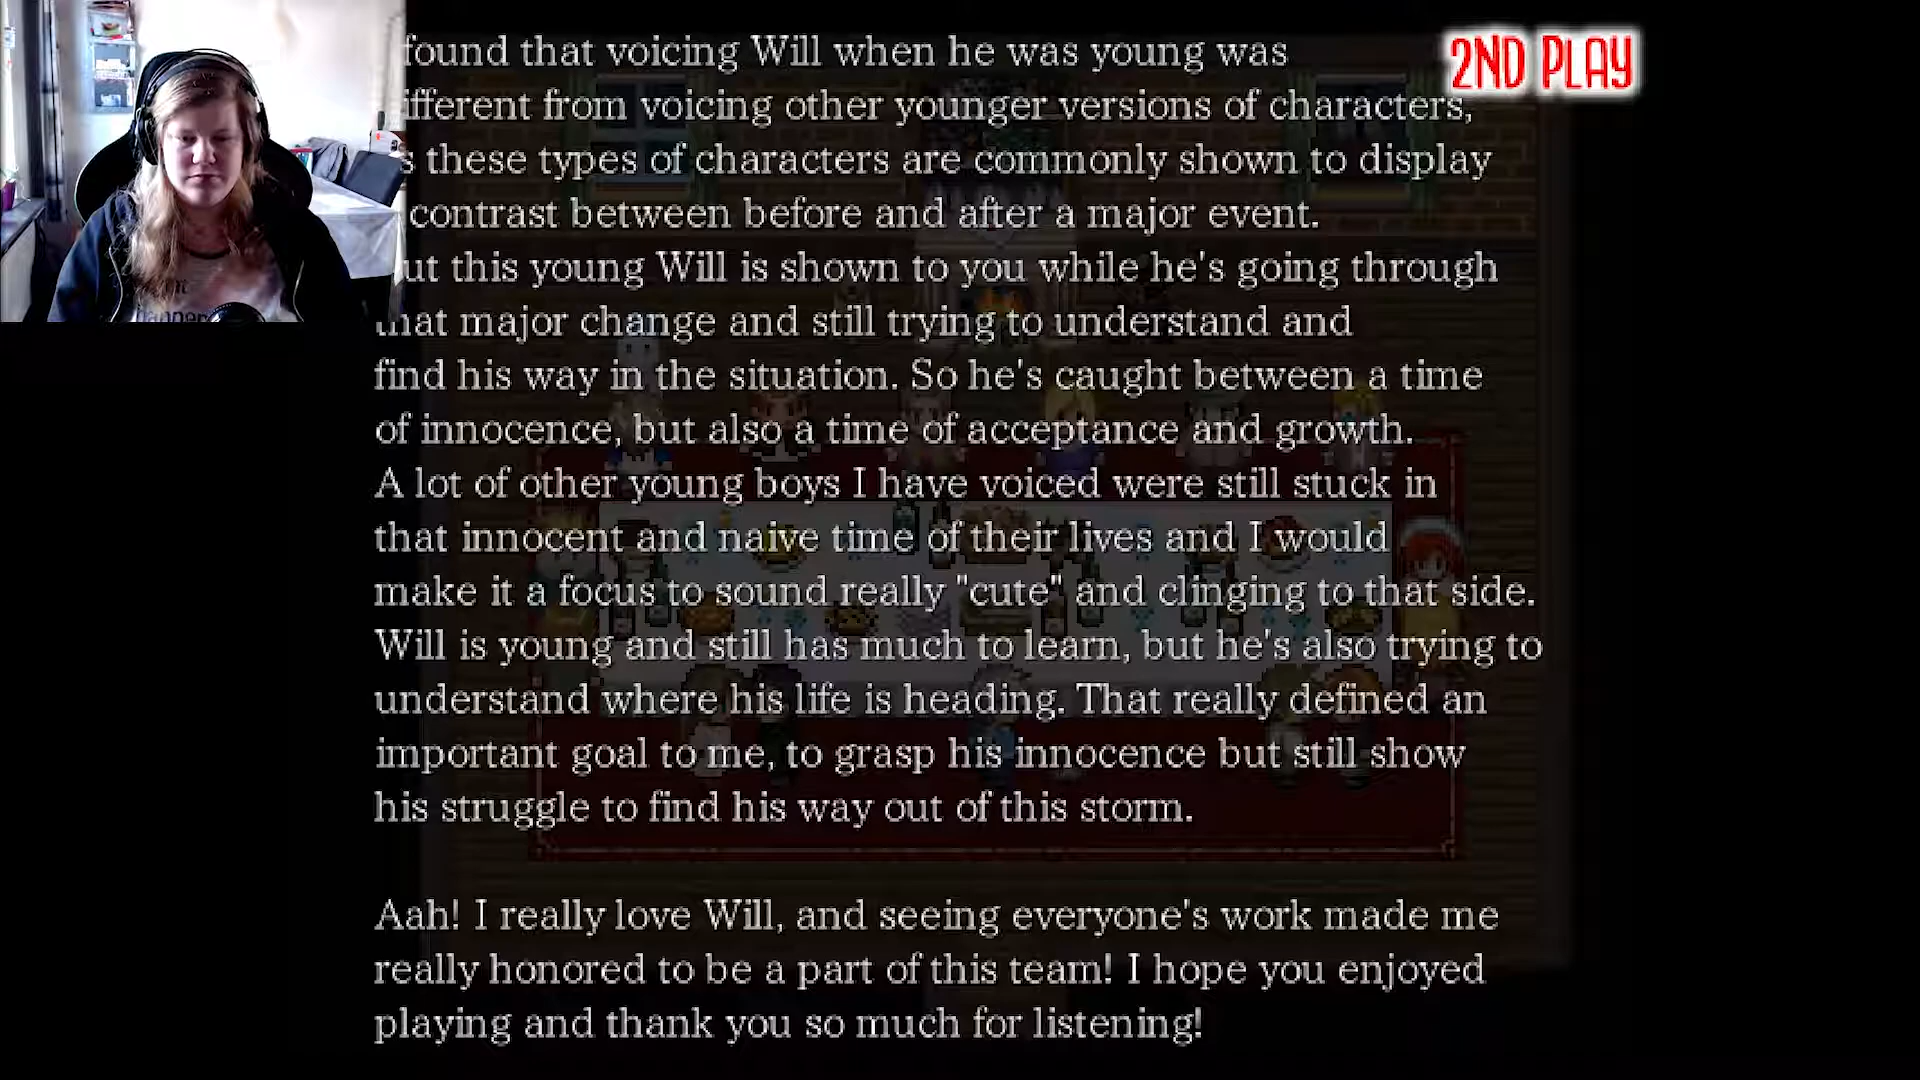 found that voicing Will when he was young was
2ND PLAY
ifferent from voicing other younger versions of characters,
s these types of characters are commonly shown to display
contrast between before and after a major event.
ut this young Will is shown to you while he's going through
that major change and still trying to understand and
find his way in the situation. So he's caught between a time
of innocence, but also a time of acceptance and growth.
A lot of other young boys I have voiced were still stuck in
that innocent and naive time of their lives and I would
make it a focus to sound really "cute" and clinging to that side.
Will is young and still has much to learn, but he's also trying to
understand where his life is heading. That really defined an
important goal to me, to grasp his innocence but still show
his struggle to find his way out of this storm.
Aah! I really love Will, and seeing everyone's work made me
really honored to be a part of this team! I hope you enjoyed
playing and thank you so much for listening!